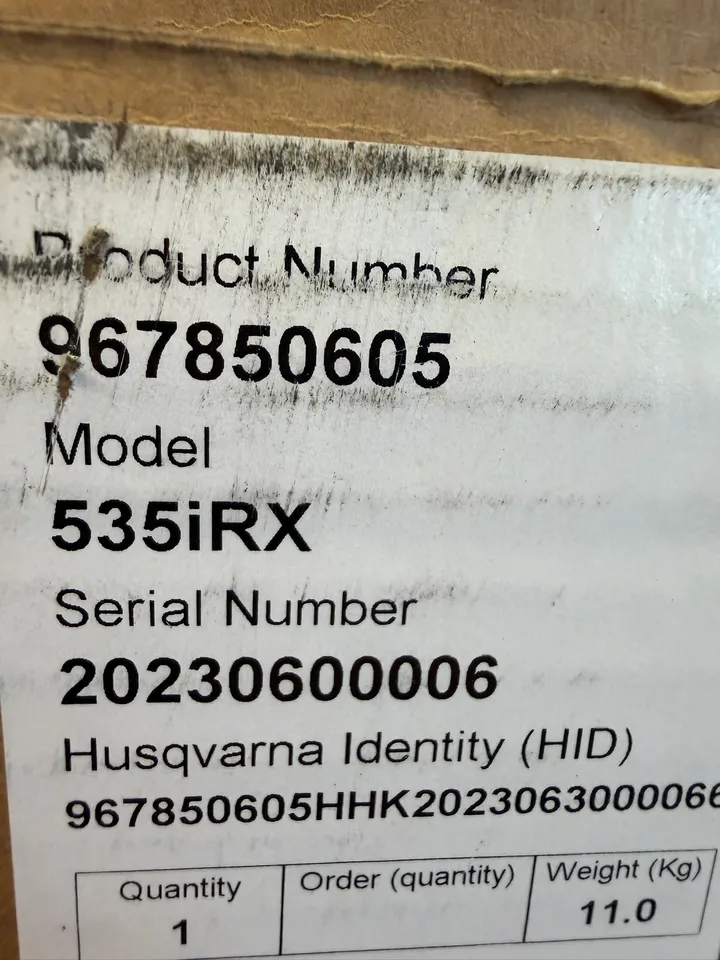 Product Number
967850605
Model
535iRX
Serial Number
20230600006
Husqvarna Identity (HID)
967850605HHK2023063000066
Quantity
Order (quantity)
Weight (Kg)
1
11.0